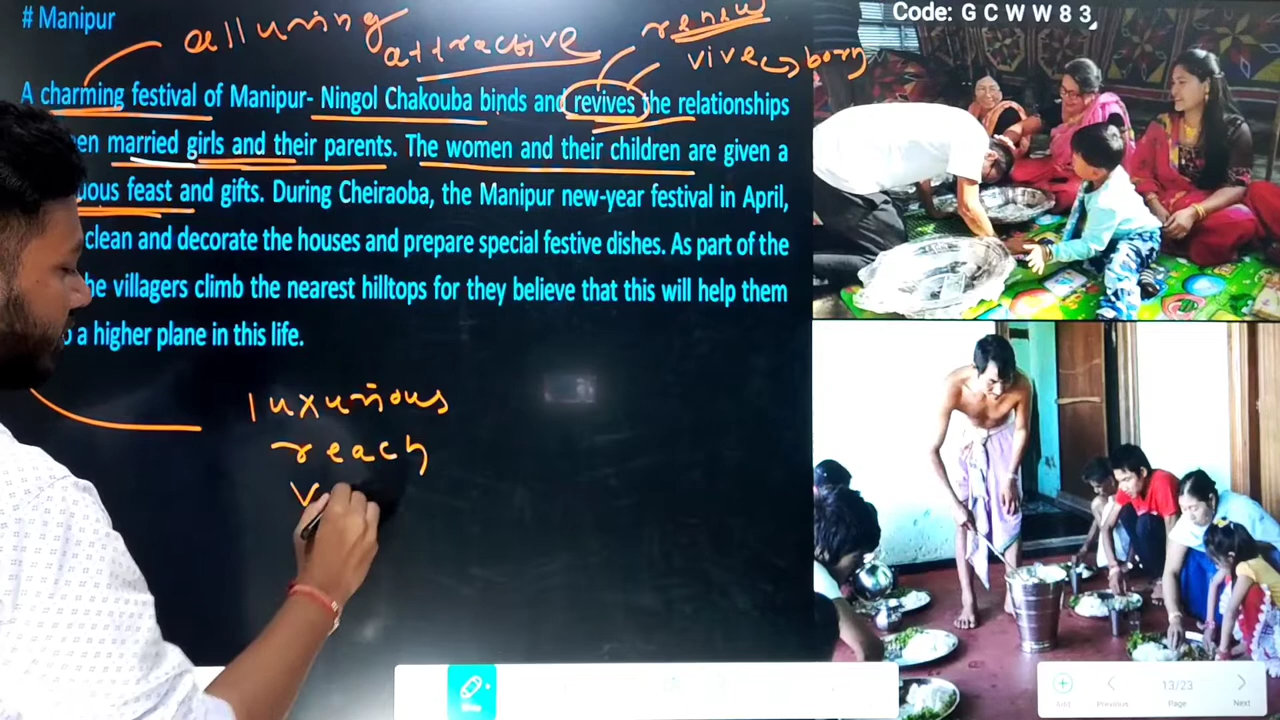 # Manipur
Code: G C W W 8 3
alluring
attractive
renew
vive → born
A charming festival of Manipur- Ningol Chakouba binds and revives the relationships
married girls and their parents. The women and their children are given a
feast and gifts. During Cheiraoba, the Manipur new-year festival in April,
clean and decorate the houses and prepare special festive dishes. As part of the
villagers climb the nearest hilltops for they believe that this will help them
a higher plane in this life.
luxurious
reach
V
13/23
Add Previous Page Next